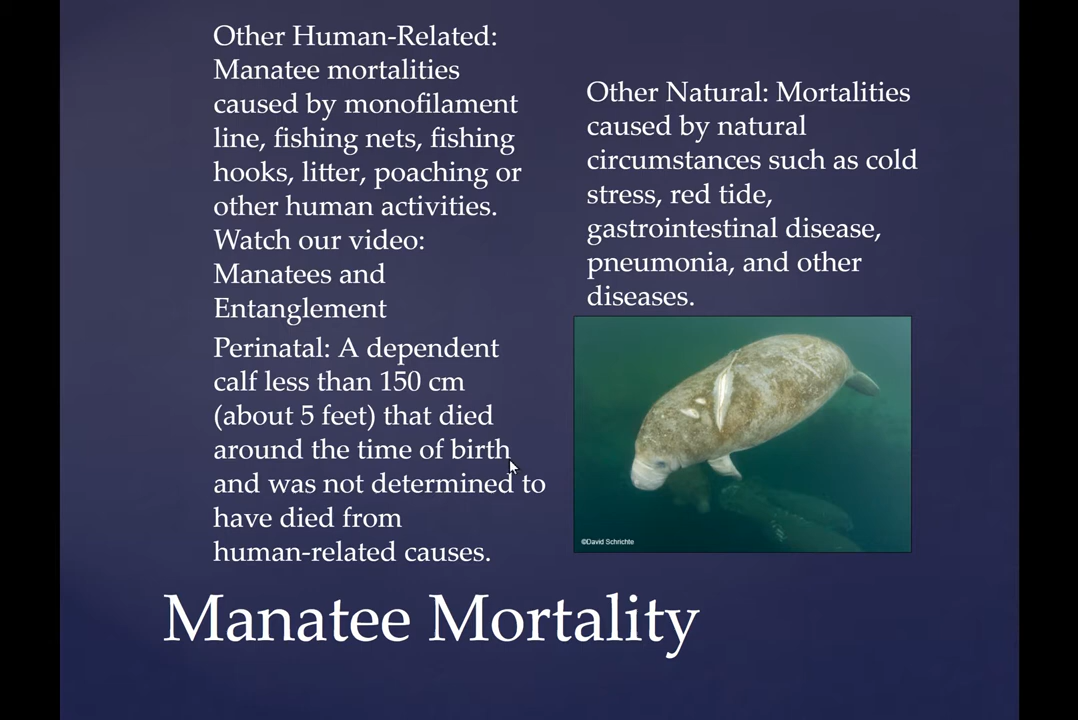 Other Human-Related:
Manatee mortalities
caused by monofilament
line, fishing nets, fishing
hooks, litter, poaching or
other human activities.
Watch our video:
Manatees and
Entanglement
Perinatal: A dependent
calf less than 150 cm
(about 5 feet) that died
around the time of birth
and was not determined to
have died from
human-related causes.
Other Natural: Mortalities
caused by natural
circumstances such as cold
stress, red tide,
gastrointestinal disease,
pneumonia, and other
diseases.
©David Schrichte
Manatee Mortality